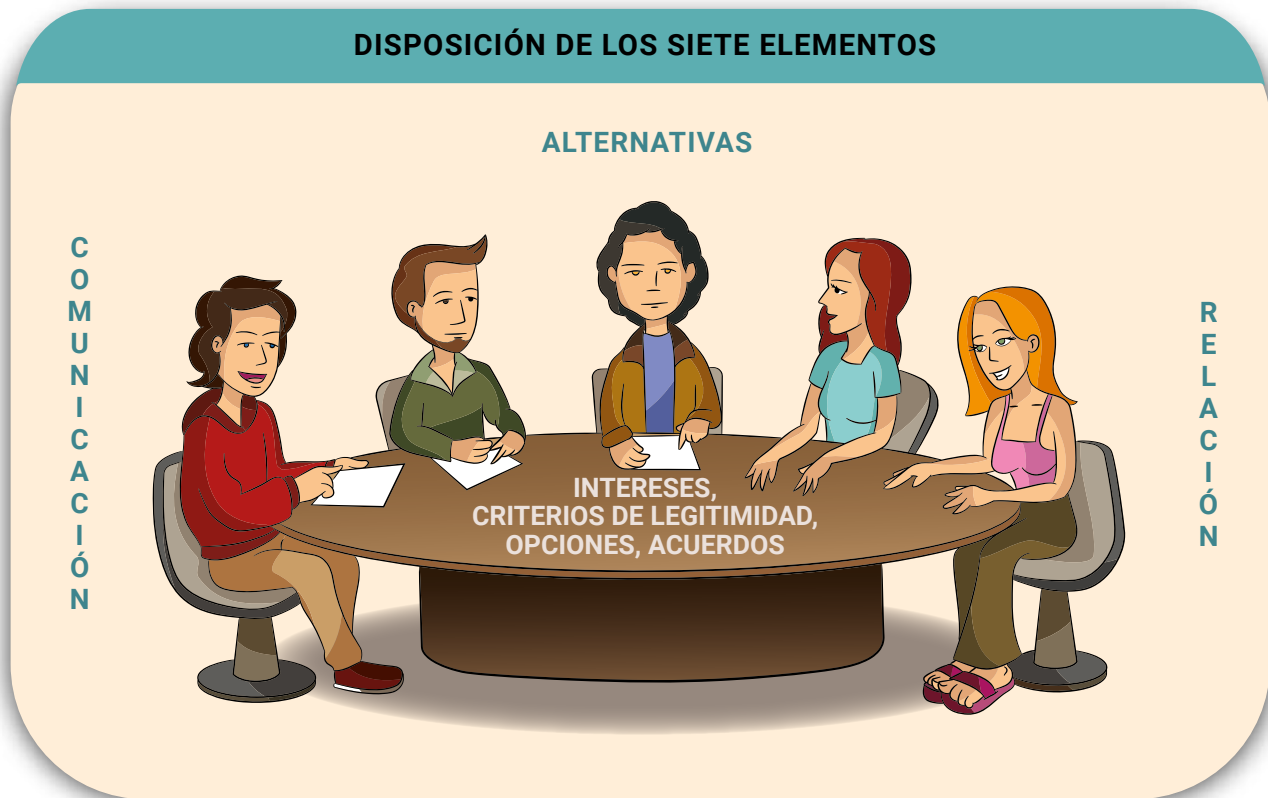 DISPOSICIÓN DE LOS SIETE ELEMENTOS
ALTERNATIVAS
COMUNICACIÓN
RELACIÓN
INTERESES,
CRITERIOS DE LEGITIMIDAD,
OPCIONES, ACUERDOS